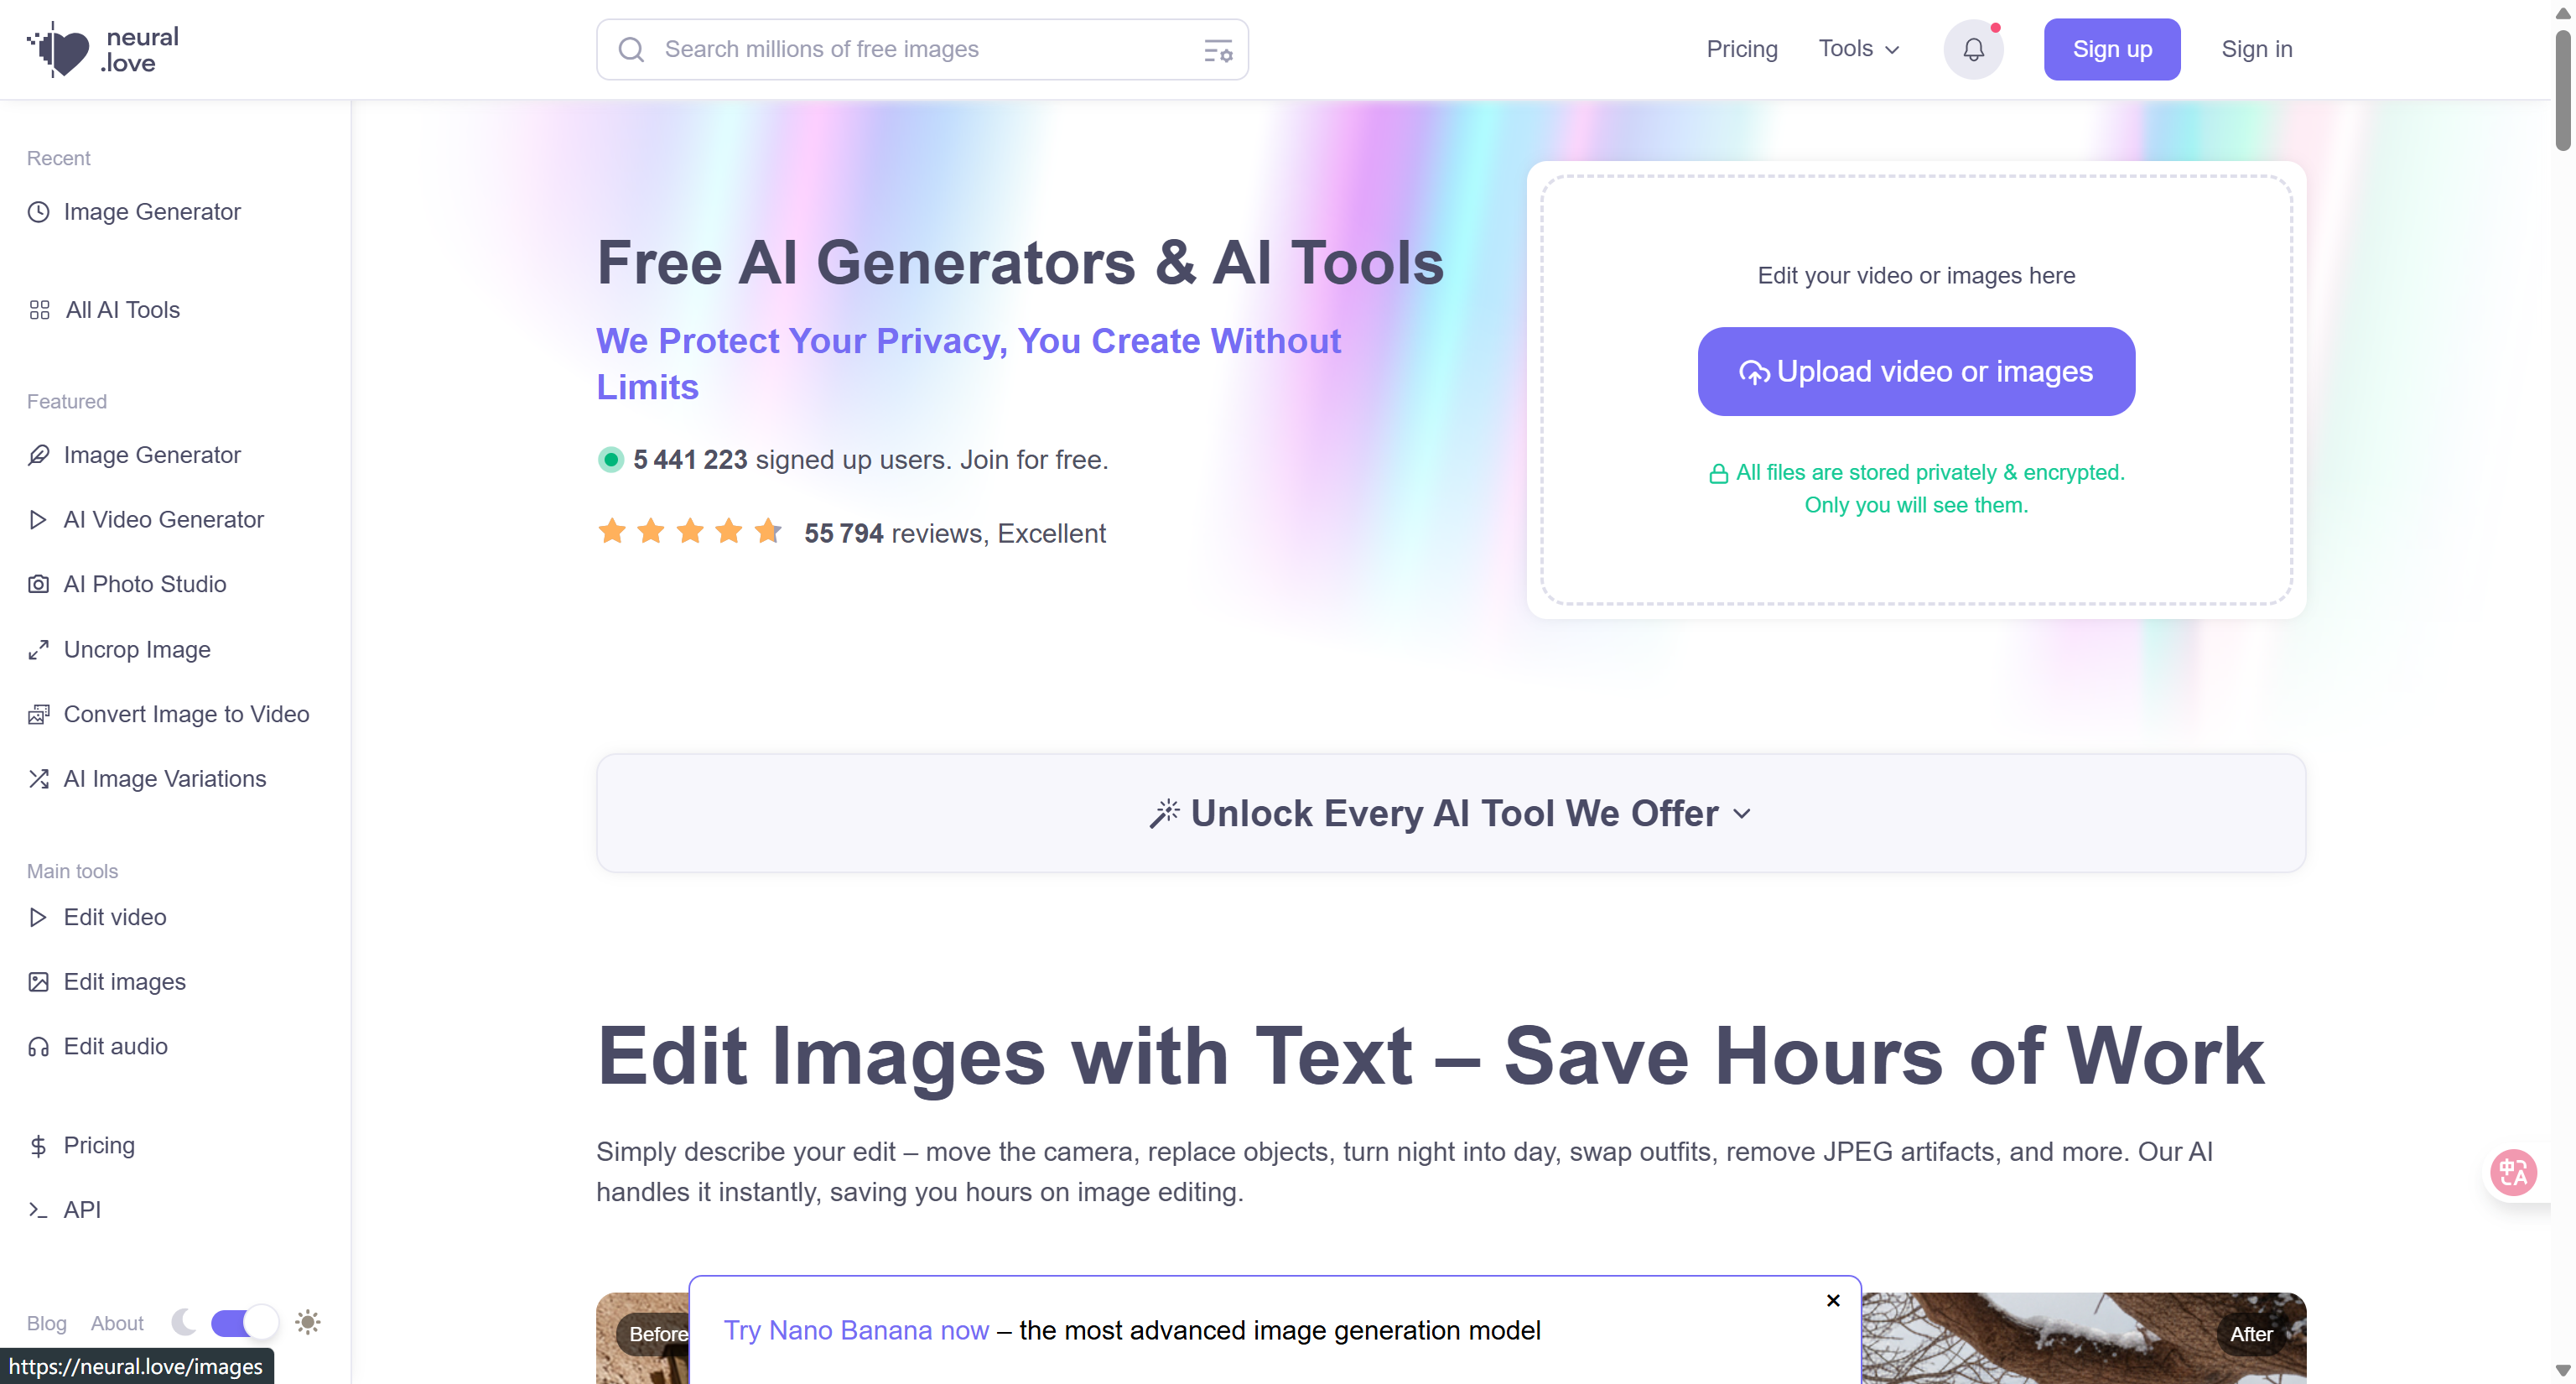 neural
.love
Search millions of free images
Pricing
Tools
Sign up
Sign in
Recent
Image Generator
All AI Tools
Featured
Image Generator
AI Video Generator
AI Photo Studio
Uncrop Image
Convert Image to Video
AI Image Variations
Main tools
Edit video
Edit images
Edit audio
Pricing
API
Blog
About
https://neural.love/images
Free AI Generators & AI Tools
We Protect Your Privacy, You Create Without
Limits
5 441 223 signed up users. Join for free.
55 794 reviews, Excellent
Edit your video or images here
Upload video or images
All files are stored privately & encrypted.
Only you will see them.
Unlock Every AI Tool We Offer
Edit Images with Text – Save Hours of Work
Simply describe your edit – move the camera, replace objects, turn night into day, swap outfits, remove JPEG artifacts, and more. Our AI
handles it instantly, saving you hours on image editing.
中A
Before
Try Nano Banana now – the most advanced image generation model
After